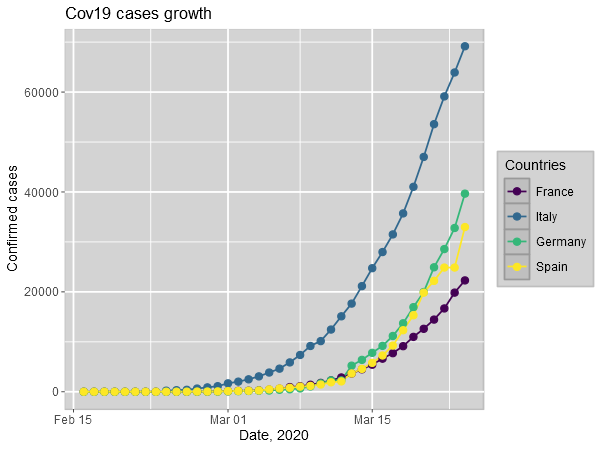 Cov19 cases growth
Confirmed cases
60000
40000
20000
0
Feb 15
Mar 01
Mar 15
Date, 2020
Countries
France
Italy
Germany
Spain